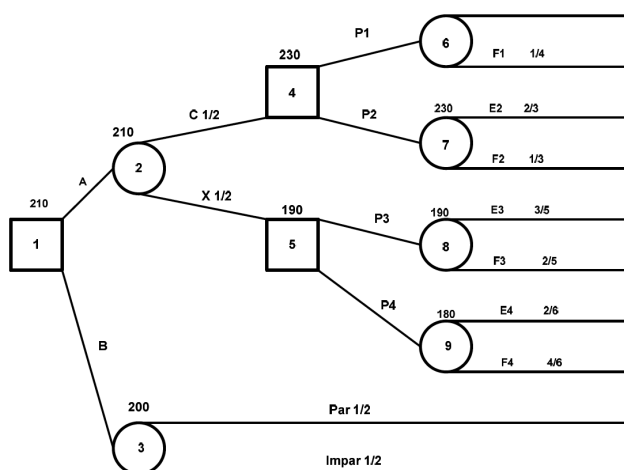 P1
6
F1 1/4
230
4
C 1/2
P2
230
7
E2 2/3
F2 1/3
210
2
A
X 1/2
210
1
190
5
P3
190
8
E3 3/5
F3 2/5
P4
180
9
E4 2/6
F4 4/6
B
200
3
Par 1/2
Impar 1/2